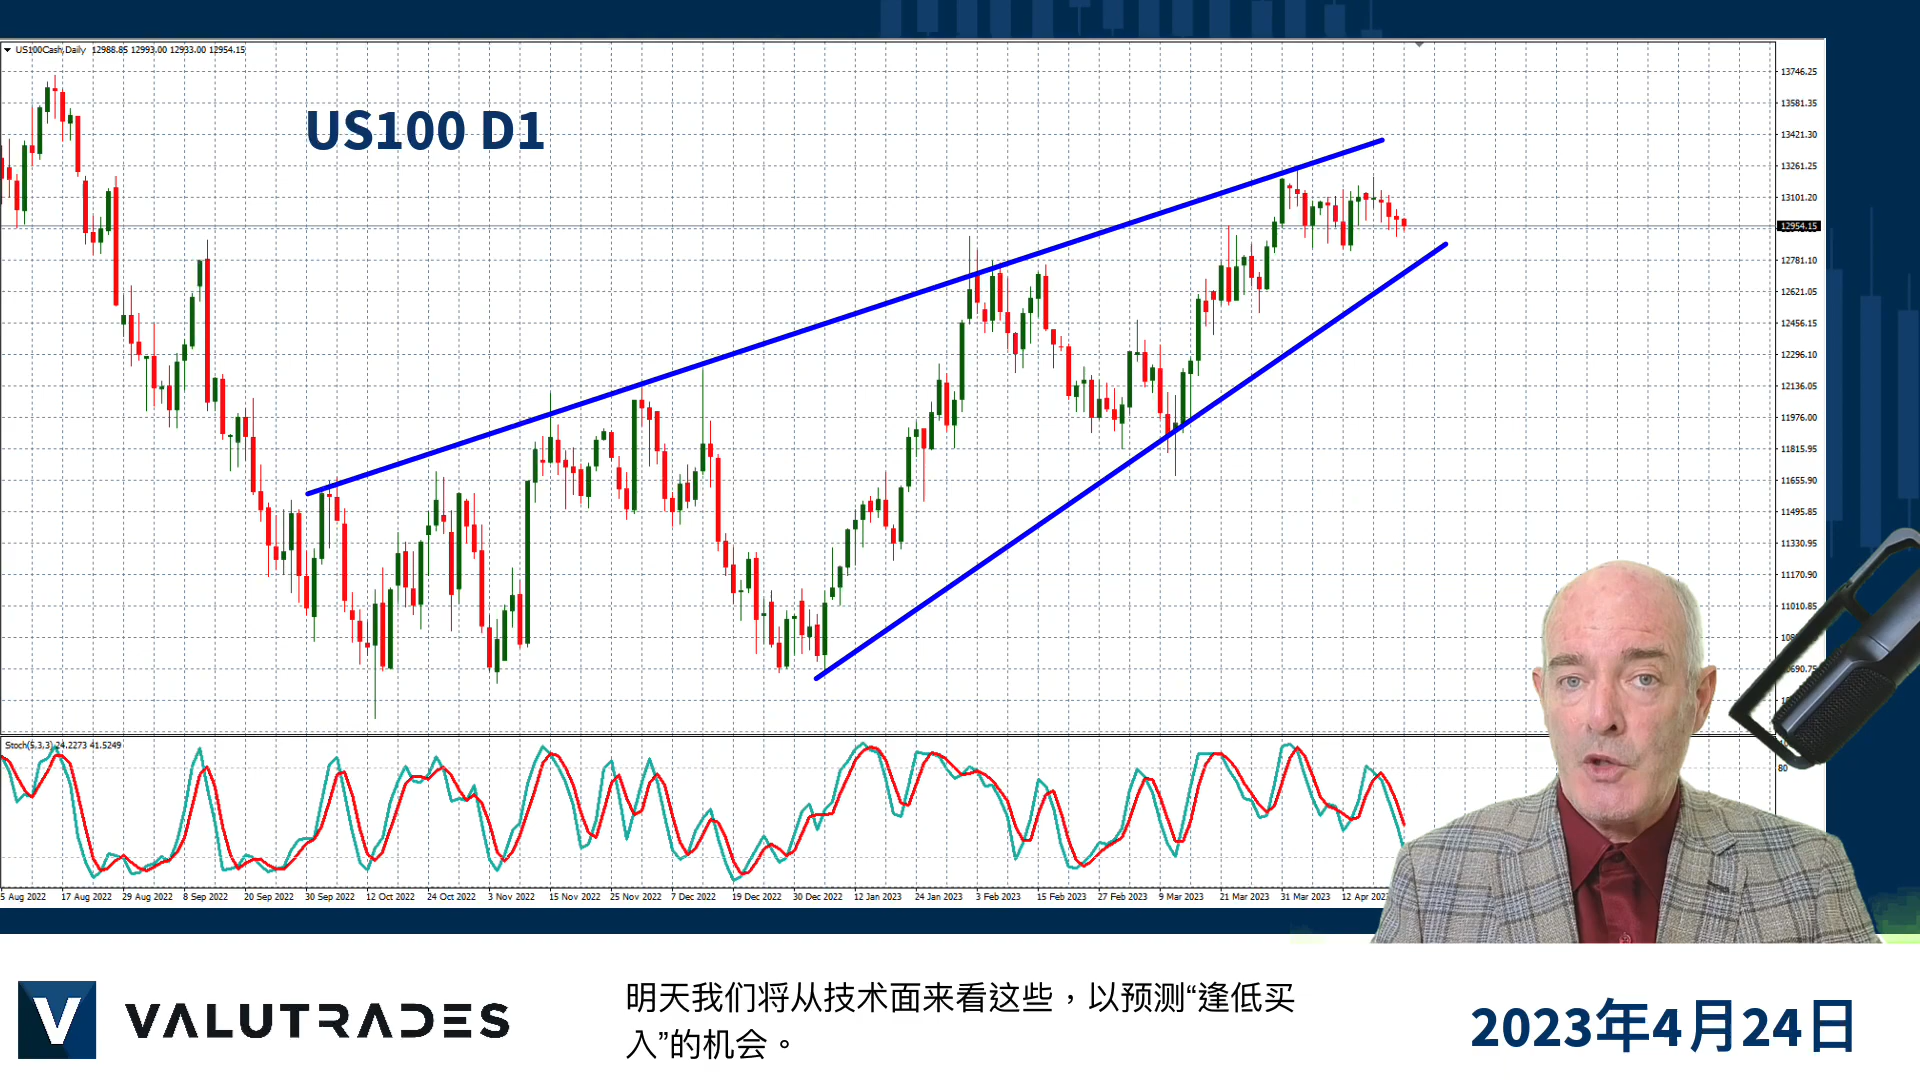 US100Cash,Daily 12988.85 12993.00 12933.00 12954.15
US100 D1
13746.25
13581.35
13421.30
13261.25
13101.20
12954.15
12781.10
12621.05
12456.15
12296.10
12136.05
11976.00
11815.95
11655.90
11495.85
11330.95
11170.90
11010.85
Stoch(5,3,3) 24.2273 41.5249
80
5 Aug 2022 17 Aug 2022 29 Aug 2022 8 Sep 2022 20 Sep 2022 30 Sep 2022 12 Oct 2022 24 Oct 2022 3 Nov 2022 15 Nov 2022 25 Nov 2022 7 Dec 2022 19 Dec 2022 30 Dec 2022 12 Jan 2023 24 Jan 2023 3 Feb 2023 15 Feb 2023 27 Feb 2023 9 Mar 2023 21 Mar 2023 31 Mar 2023 12 Apr 2023
VALUTRADES
明天我们将从技术面来看这些，以预测“逢低买
入”的机会。
2023年4月24日